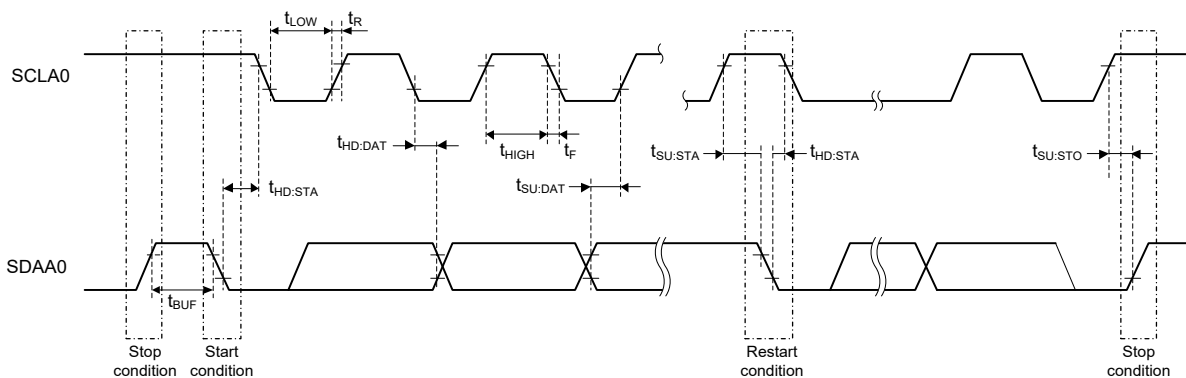 tLOW
tR
SCLA0
tHD:DAT
tHIGH
tF
tSU:STA
tHD:STA
tSU:STO
tHD:STA
tSU:DAT
SDAA0
tBUF
Stop
condition
Start
condition
Restart
condition
Stop
condition